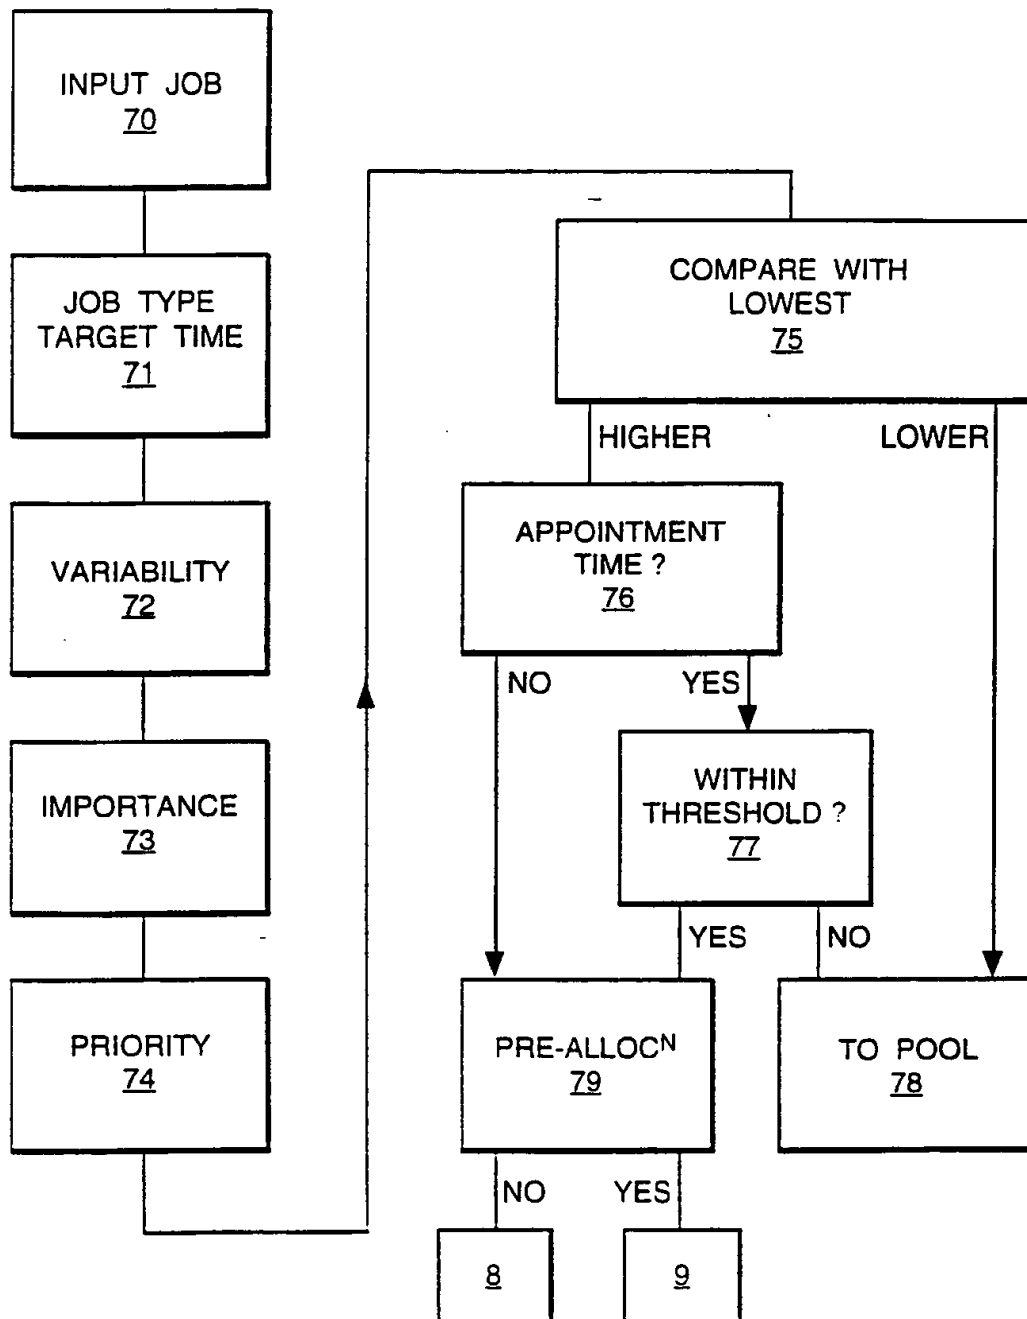 INPUT JOB
70
JOB TYPE
TARGET TIME
71
VARIABILITY
72
IMPORTANCE
73
PRIORITY
74
COMPARE WITH
LOWEST
75
HIGHER
LOWER
APPOINTMENT
TIME ?
76
NO
YES
WITHIN
THRESHOLD ?
77
YES
NO
PRE-ALLOCᴺ
79
TO POOL
78
NO
YES
8
9